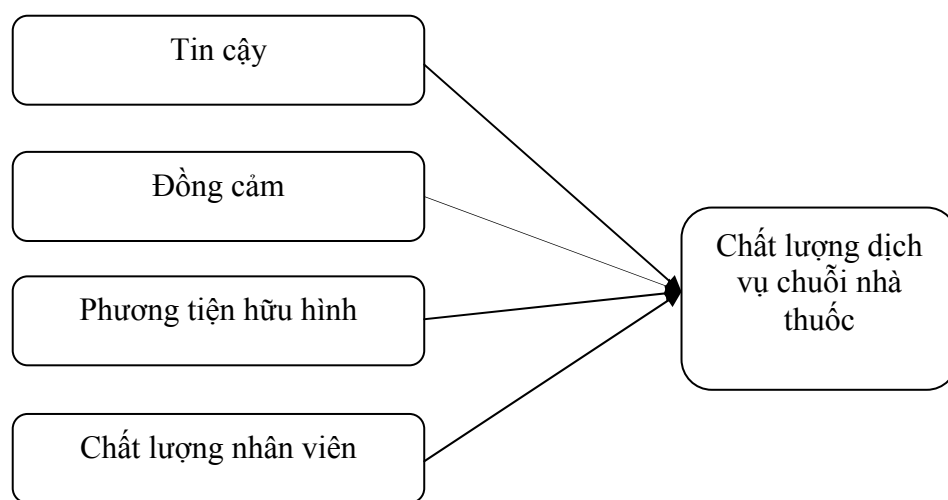 Tin cậy
Đồng cảm
Phương tiện hữu hình
Chất lượng nhân viên
Chất lượng dịch
vụ chuỗi nhà
thuốc